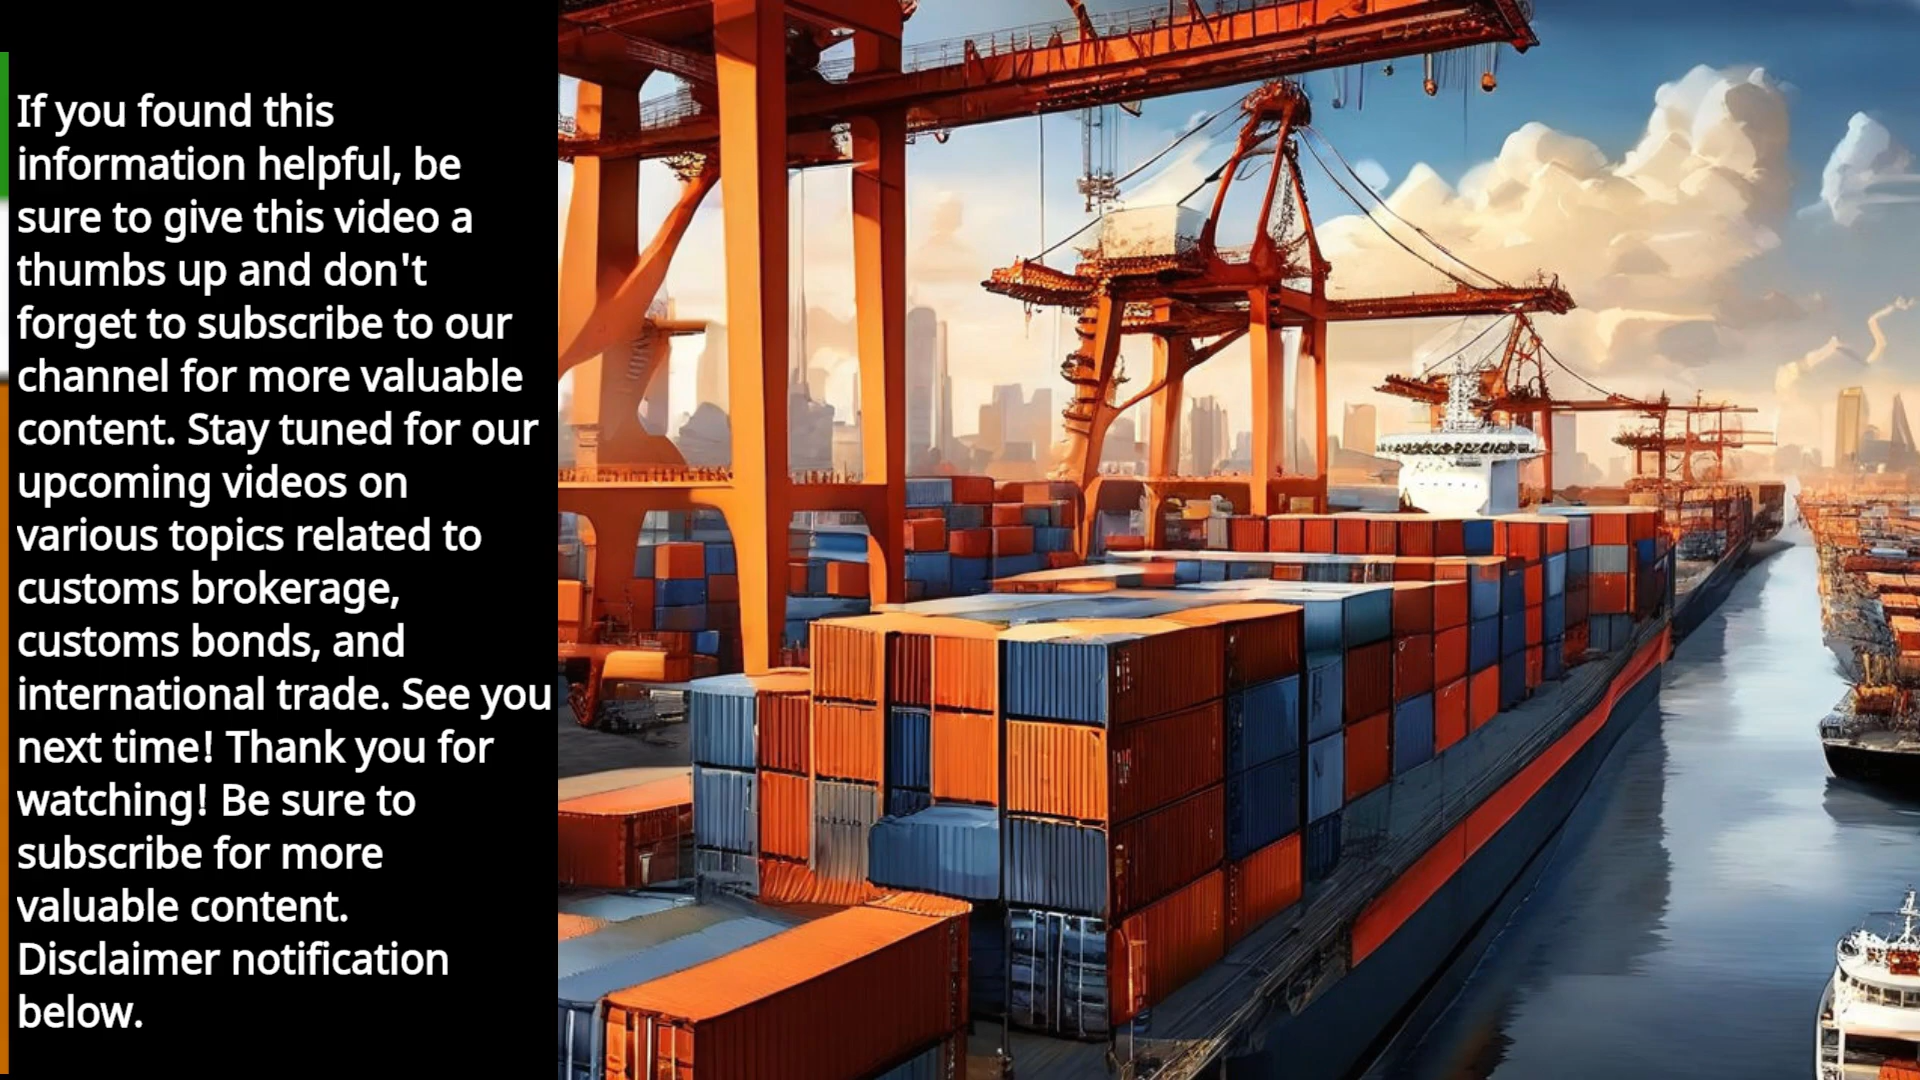 If you found this
information helpful, be
sure to give this video a
thumbs up and don't
forget to subscribe to our
channel for more valuable
content. Stay tuned for our
upcoming videos on
various topics related to
customs brokerage,
customs bonds, and
international trade. See you
next time! Thank you for
watching! Be sure to
subscribe for more
valuable content.
Disclaimer notification
below.